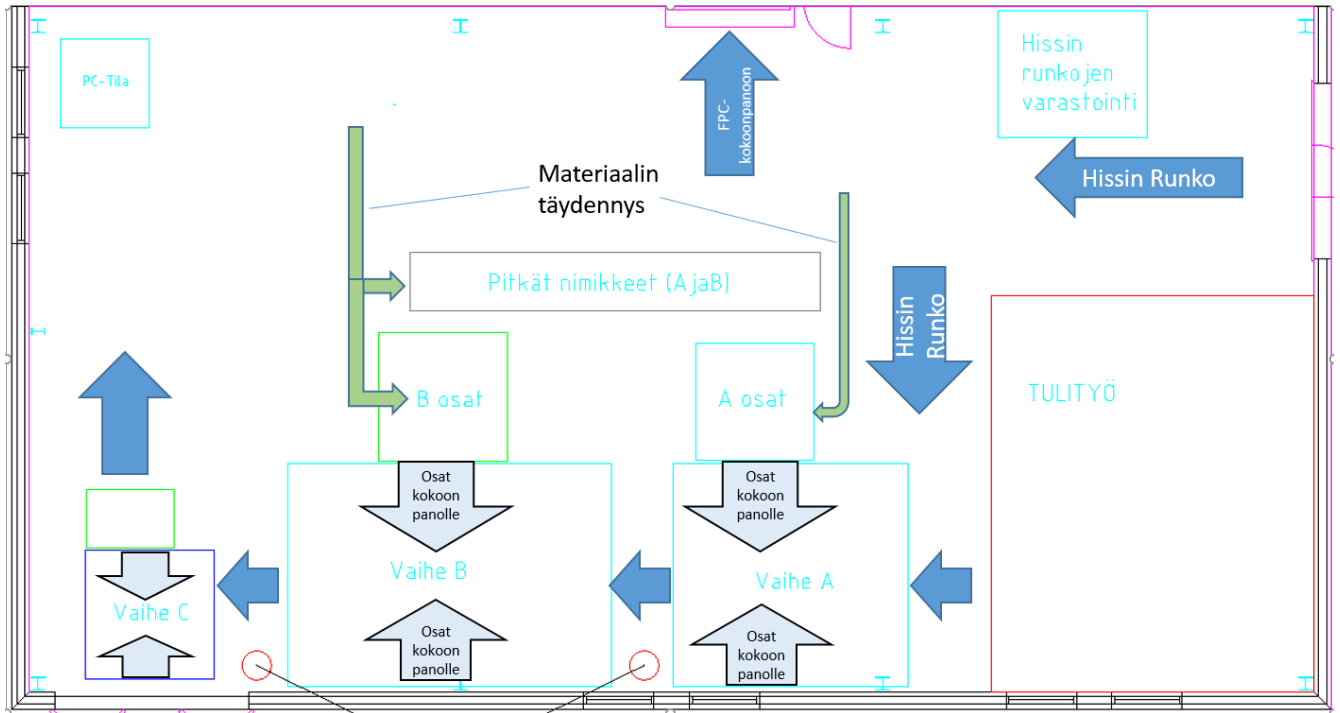 PC-Tila
FPC-
kokoonpanoon
Hissin
runkojen
varastointi
Hissin Runko
Materiaalin
täydennys
Pitkät nimikkeet (A jaB)
Hissin
Runko
B osat
A osat
TULITYÖ
Osat
kokoon
panolle
Osat
kokoon
panolle
Vaihe B
Vaihe A
Vaihe C
Osat
kokoon
panolle
Osat
kokoon
panolle